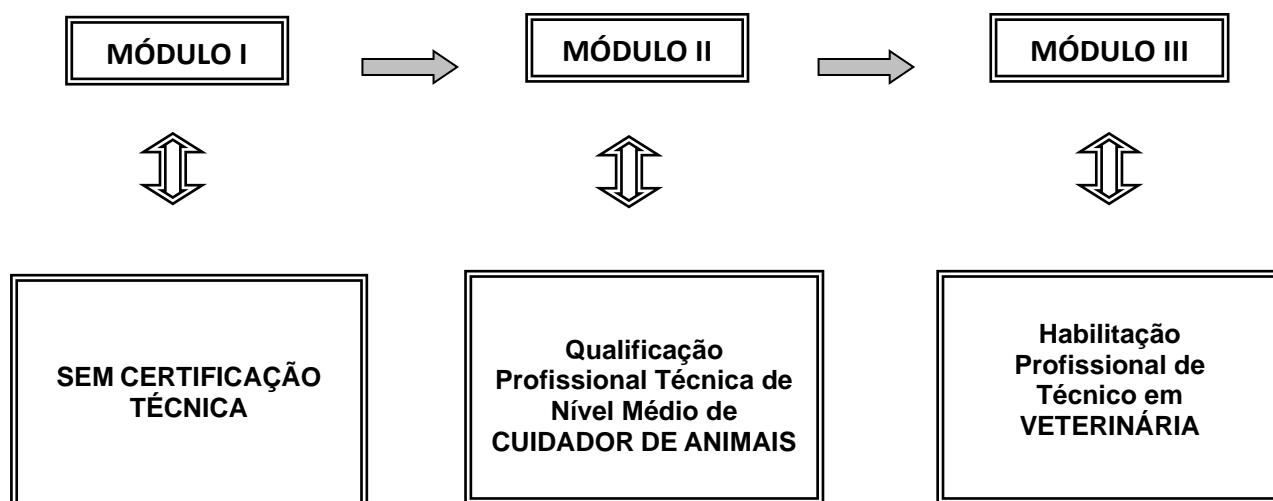 MÓDULO I
MÓDULO II
MÓDULO III
SEM CERTIFICAÇÃO
TÉCNICA
Qualificação
Profissional Técnica de
Nível Médio de
CUIDADOR DE ANIMAIS
Habilitação
Profissional de
Técnico em
VETERINÁRIA